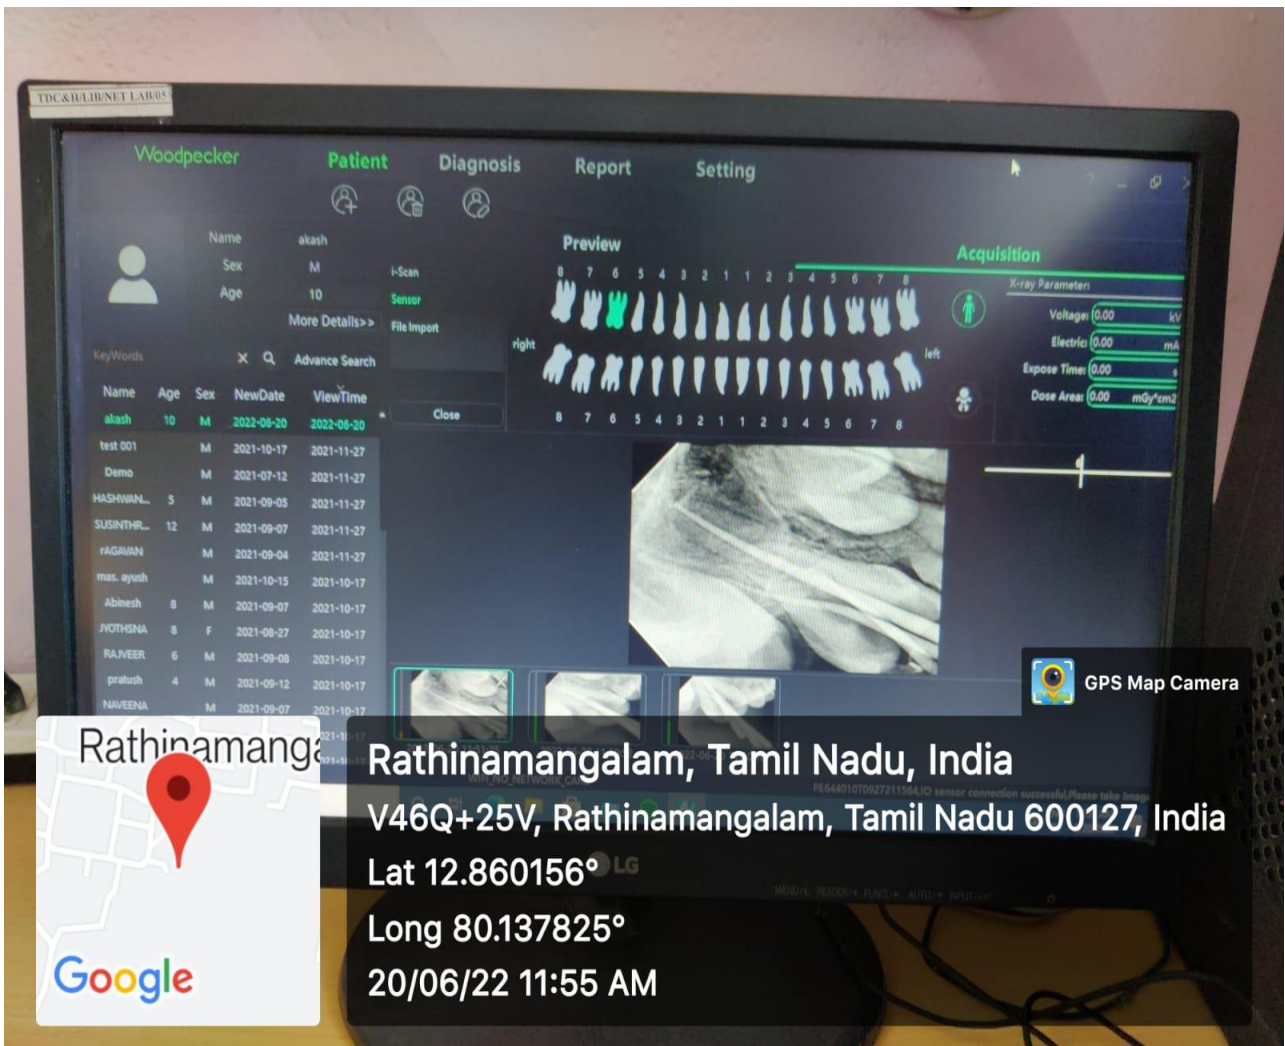 TDC&H/LIB/NET LAB/05
Woodpecker
Patient Diagnosis Report Setting
Name akash
Sex M
Age 10
More Details>>
i-Scan
Sensor
File Import
Close
KeyWords
Advance Search
Name Age Sex NewDate ViewTime
akash 10 M 2022-06-20 2022-06-20
test 001 M 2021-10-17 2021-11-27
Demo M 2021-07-12 2021-11-27
HASHWAN... 5 M 2021-09-05 2021-11-27
SUSINTHR... 12 M 2021-09-07 2021-11-27
rAGAVAN M 2021-09-04 2021-11-27
mas. ayush M 2021-10-15 2021-10-17
Abinesh 8 M 2021-09-07 2021-10-17
JYOTHSNA 8 F 2021-08-27 2021-10-17
RAJVEER 6 M 2021-09-08 2021-10-17
pratush 4 M 2021-09-12 2021-10-17
NAVEENA M 2021-09-07 2021-10-17
Preview
8 7 6 5 4 3 2 1 1 2 3 4 5 6 7 8
right
left
8 7 6 5 4 3 2 1 1 2 3 4 5 6 7 8
Acquisition
X-ray Parameters
Voltage: 0.00 kV
Electric: 0.00 mA
Expose Time: 0.00 s
Dose Area: 0.00 mGy*cm2
GPS Map Camera
Rathinamanga
Google
Rathinamangalam, Tamil Nadu, India
V46Q+25V, Rathinamangalam, Tamil Nadu 600127, India
Lat 12.860156°
Long 80.137825°
20/06/22 11:55 AM
LG